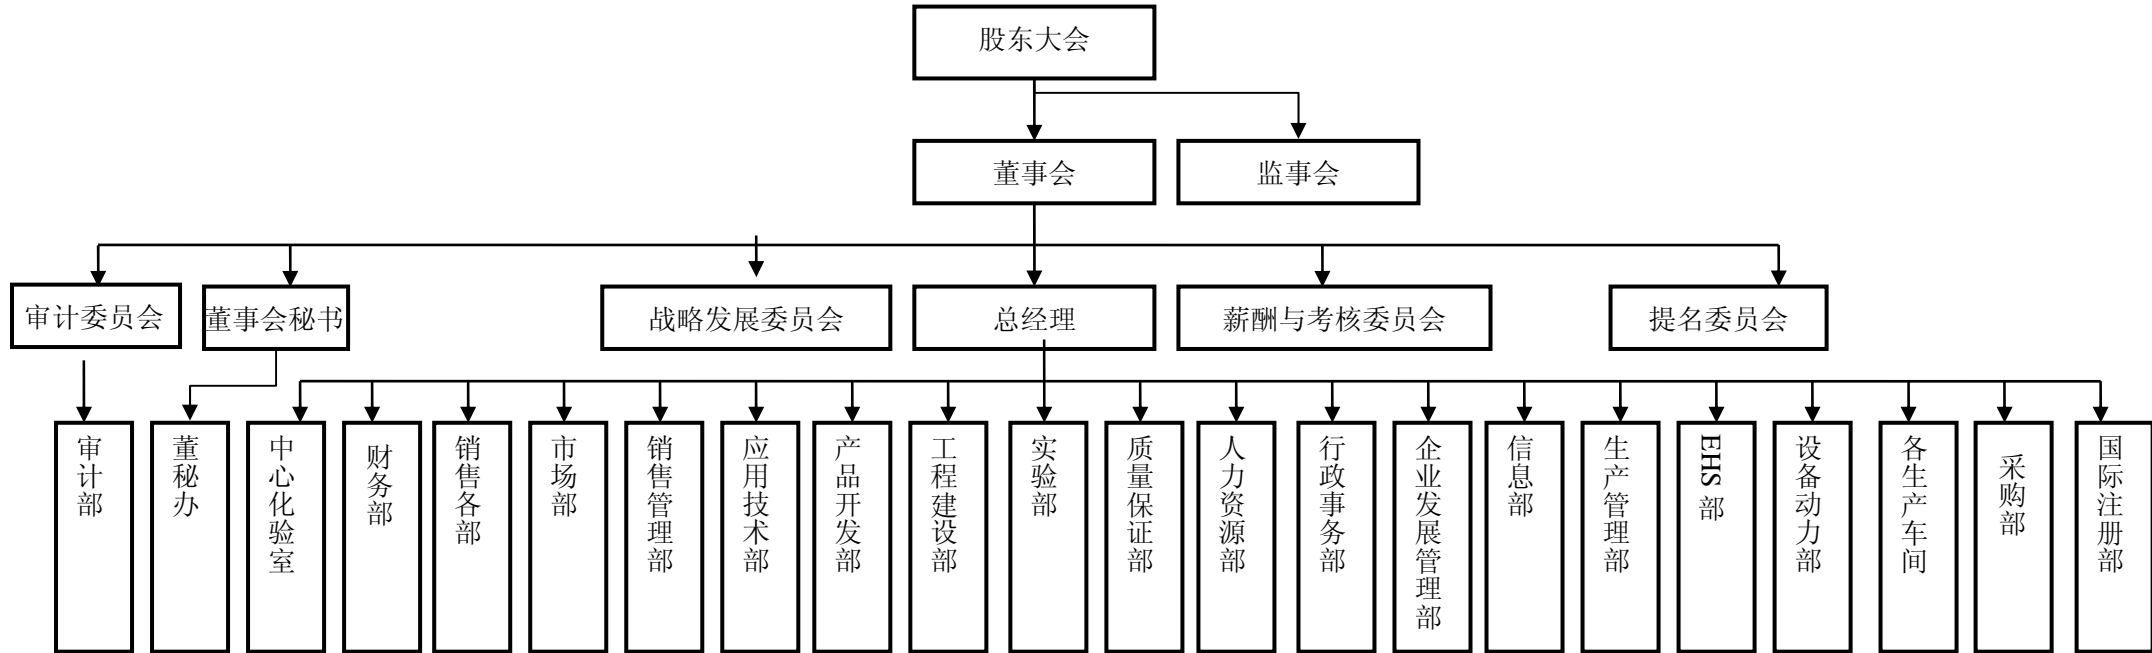 股东大会
董事会
监事会
审计委员会
董事会秘书
战略发展委员会
总经理
薪酬与考核委员会
提名委员会
审计部
董秘办
中心化验室
财务部
销售各部
市场部
销售管理部
应用技术部
产品开发部
工程建设部
实验部
质量保证部
人力资源部
行政事务部
企业发展管理部
信息部
生产管理部
EHS 部
设备动力部
各生产车间
采购部
国际注册部